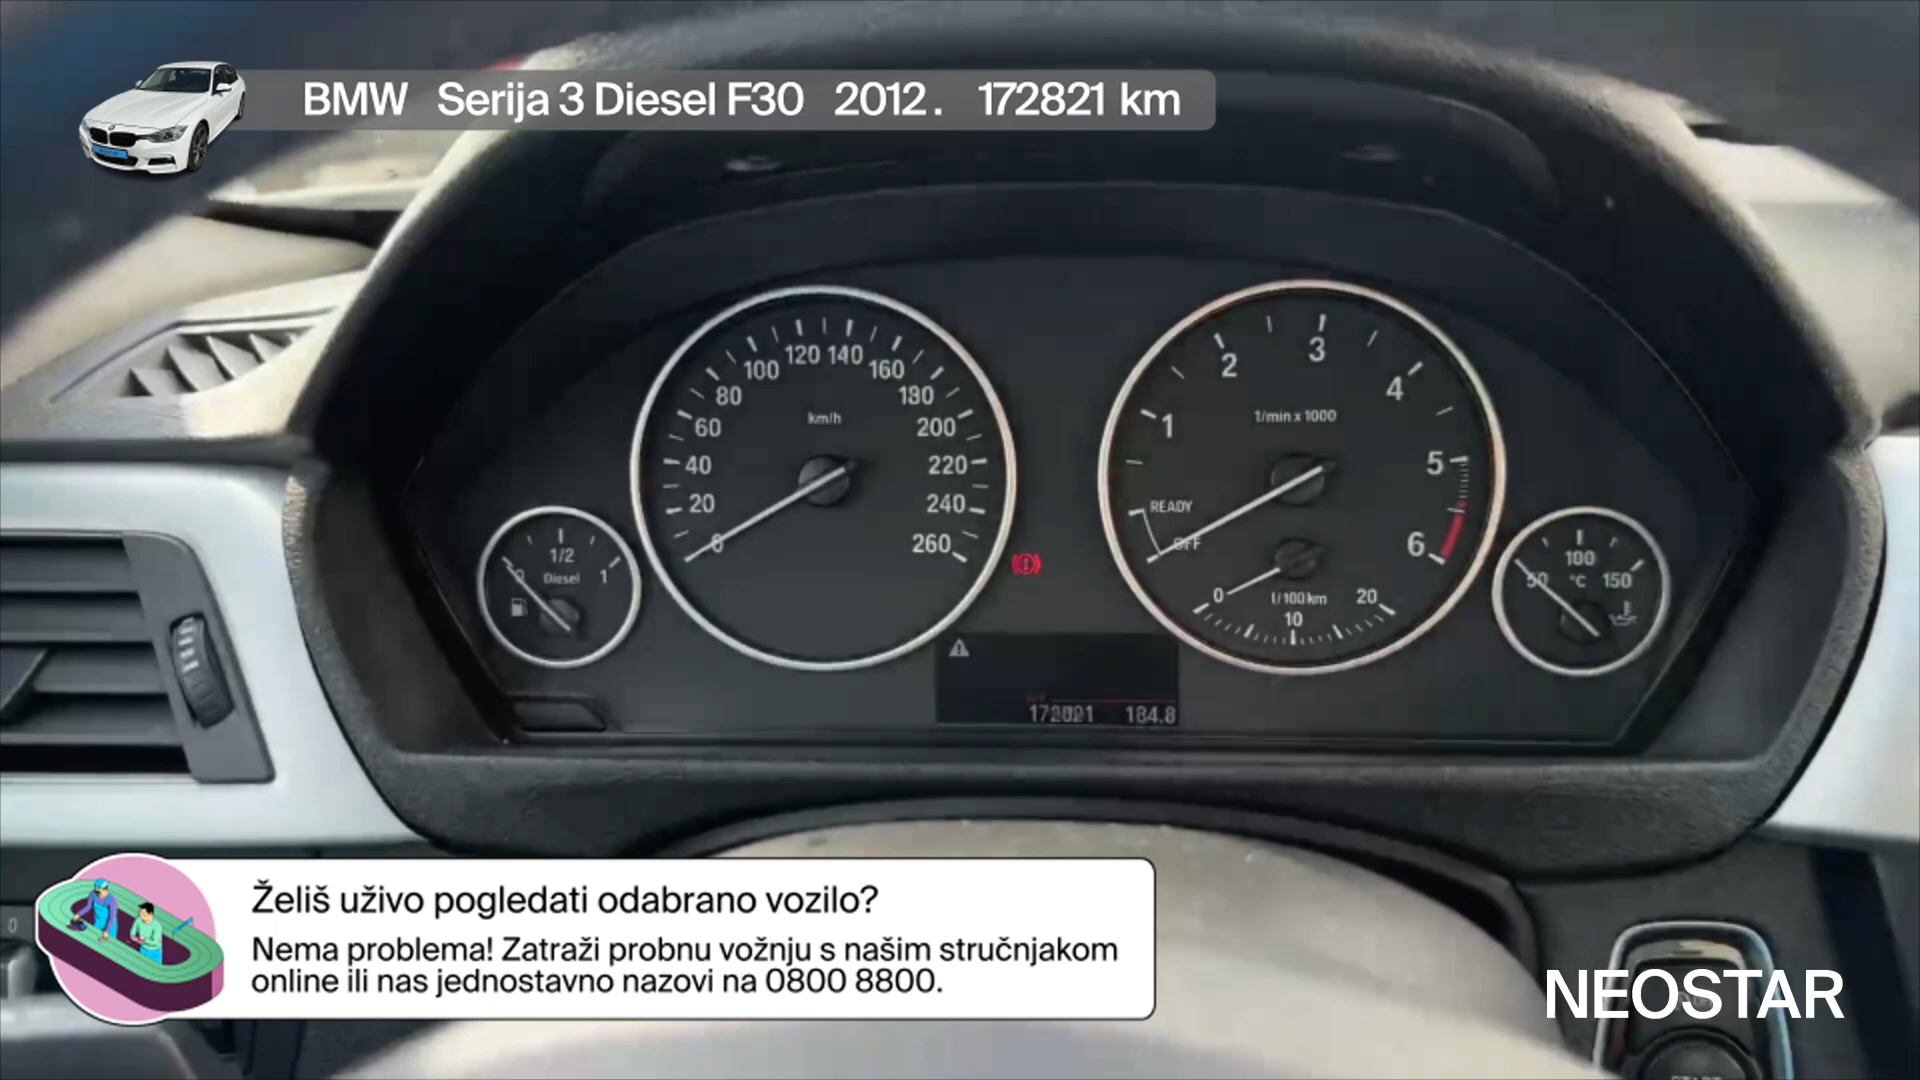 BMW Serija 3 Diesel F30 2012. 172821 km
120 140
100 160
80 180
km/h
60 200
40 220
20 240
0 260
3
2
4
1/min x 1000
1
5
READY
OFF
6
0 l/100 km 20
10
1/2
0 Diesel 1
100
50 °C 150
184.8
Želiš uživo pogledati odabrano vozilo?
Nema problema! Zatraži probnu vožnju s našim stručnjakom
online ili nas jednostavno nazovi na 0800 8800.
NEOSTAR
0